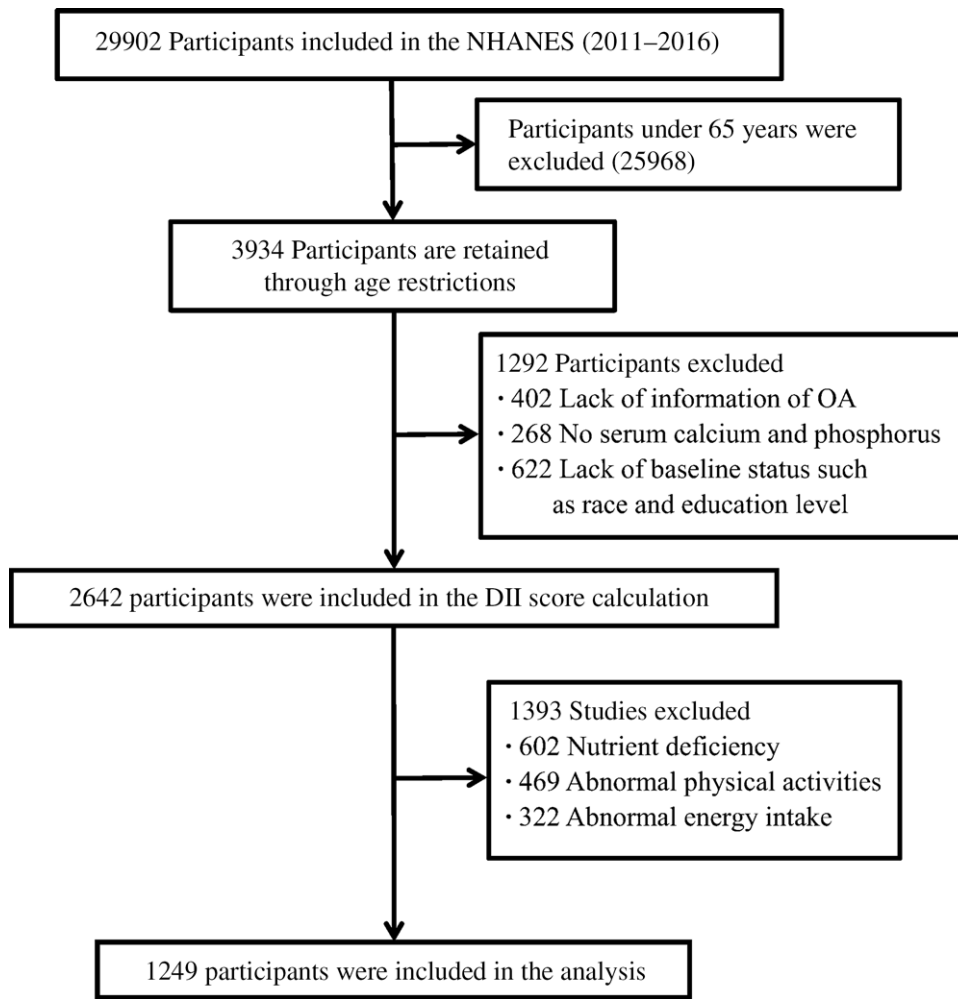 29902 Participants included in the NHANES (2011–2016)
Participants under 65 years were
excluded (25968)
3934 Participants are retained
through age restrictions
1292 Participants excluded
· 402 Lack of information of OA
· 268 No serum calcium and phosphorus
· 622 Lack of baseline status such
as race and education level
2642 participants were included in the DII score calculation
1393 Studies excluded
· 602 Nutrient deficiency
· 469 Abnormal physical activities
· 322 Abnormal energy intake
1249 participants were included in the analysis